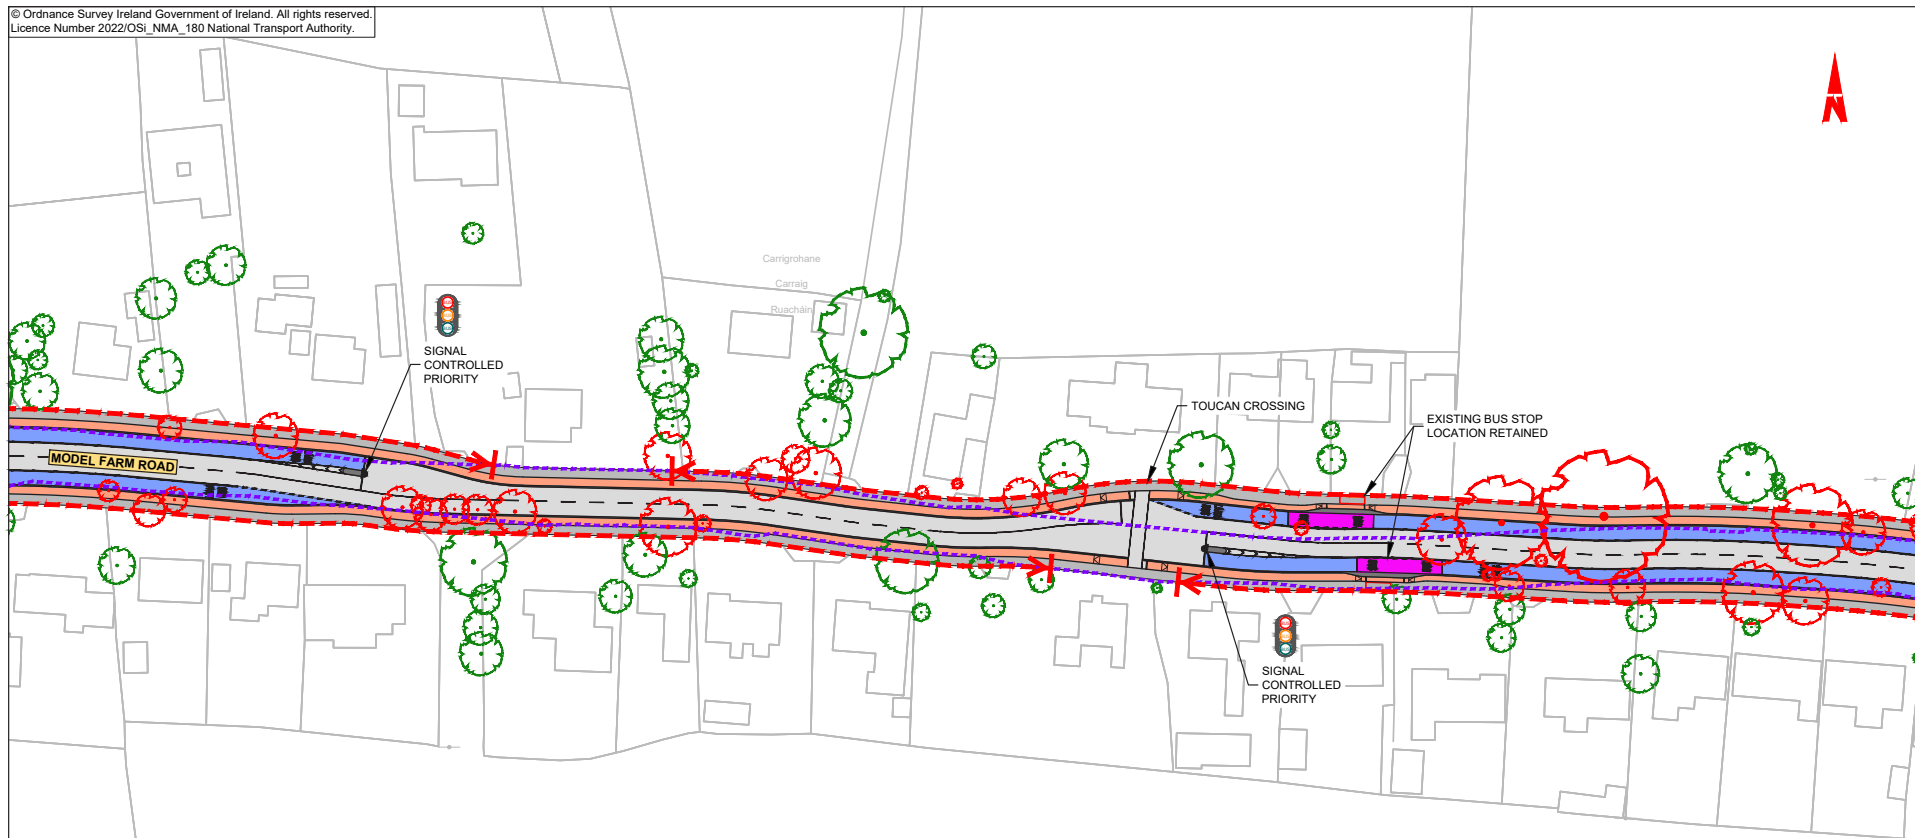 © Ordnance Survey Ireland Government of Ireland. All rights reserved.
Licence Number 2022/OSi_NMA_180 National Transport Authority.
Carrigrohane
Carraig
Ruacháin
SIGNAL
CONTROLLED
PRIORITY
TOUCAN CROSSING
EXISTING BUS STOP
LOCATION RETAINED
MODEL FARM ROAD
SIGNAL
CONTROLLED
PRIORITY
N